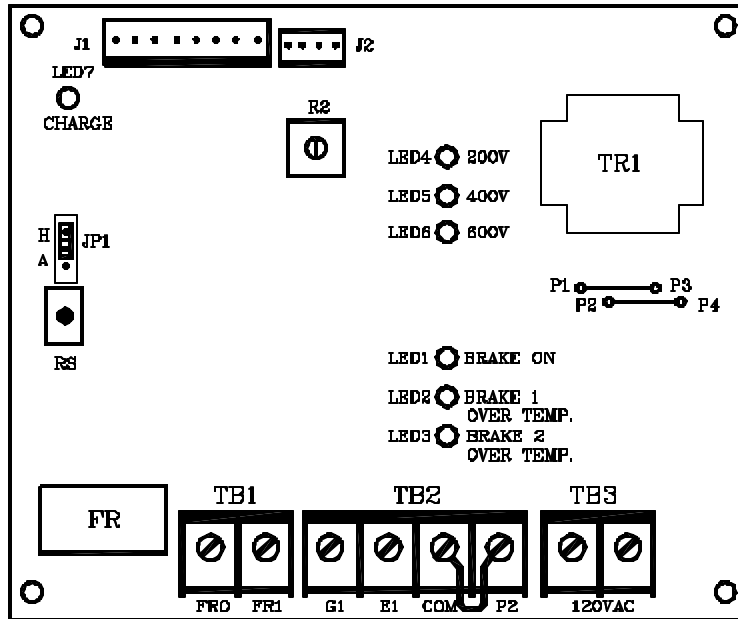 J1
J2
LED7
CHARGE
R2
LED4 200V
TR1
LED5 400V
LED6 600V
H
JP1
A
P1 P3
P2 P4
RS
LED1 BRAKE ON
LED2 BRAKE 1
OVER TEMP.
LED3 BRAKE 2
OVER TEMP.
TB1 TB2 TB3
FR
FR0 FR1 G1 E1 COM P2 120VAC